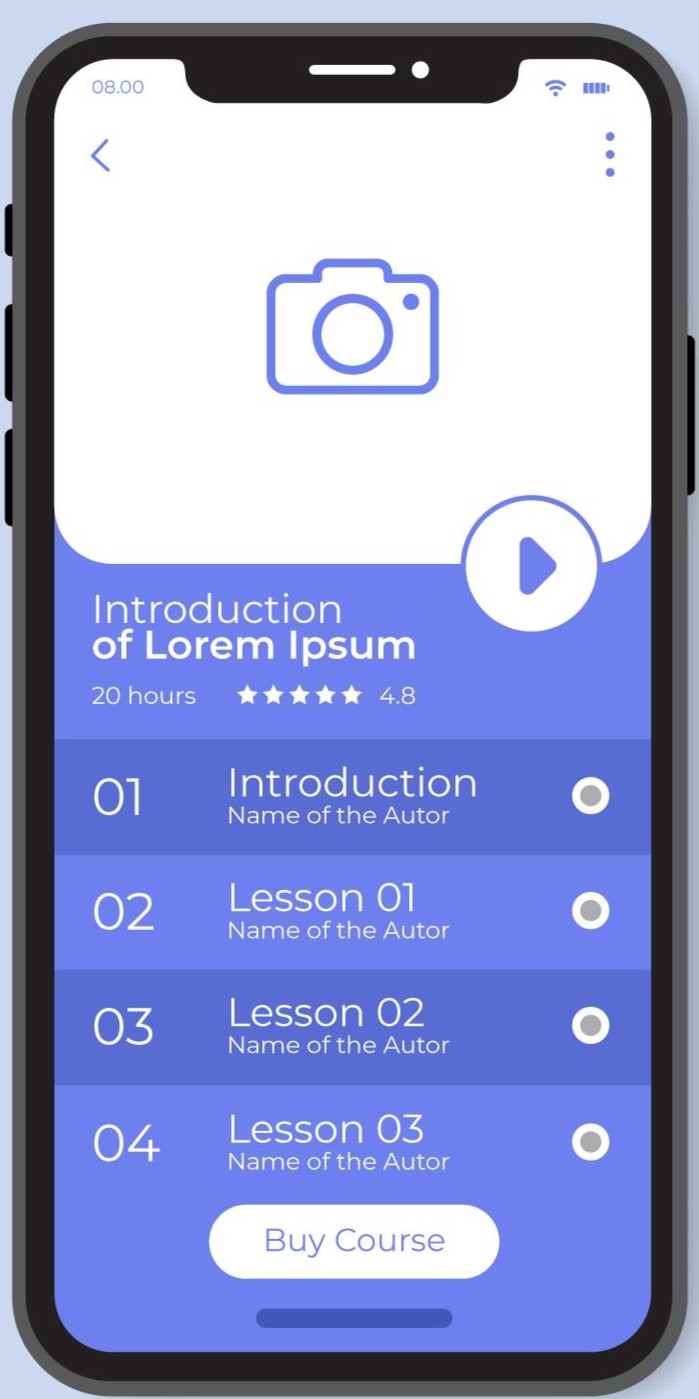 08.00
Introduction
of Lorem Ipsum
20 hours 4.8
01 Introduction
Name of the Autor
02 Lesson 01
Name of the Autor
03 Lesson 02
Name of the Autor
04 Lesson 03
Name of the Autor
Buy Course